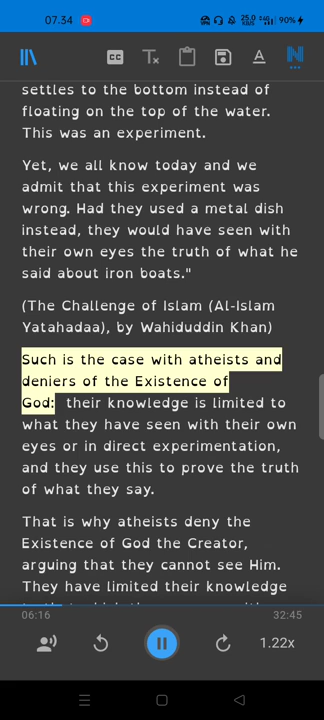 07.34
25.0
90%
CC
settles to the bottom instead of
floating on the top of the water.
This was an experiment.
Yet, we all know today and we
admit that this experiment was
wrong. Had they used a metal dish
instead, they would have seen with
their own eyes the truth of what he
said about iron boats."
(The Challenge of Islam (Al-Islam
Yatahadaa), by Wahiduddin Khan)
Such is the case with atheists and
deniers of the Existence of
God: their knowledge is limited to
what they have seen with their own
eyes or in direct experimentation,
and they use this to prove the truth
of what they say.
That is why atheists deny the
Existence of God the Creator,
arguing that they cannot see Him.
They have limited their knowledge
06:16 32:45
1.22x